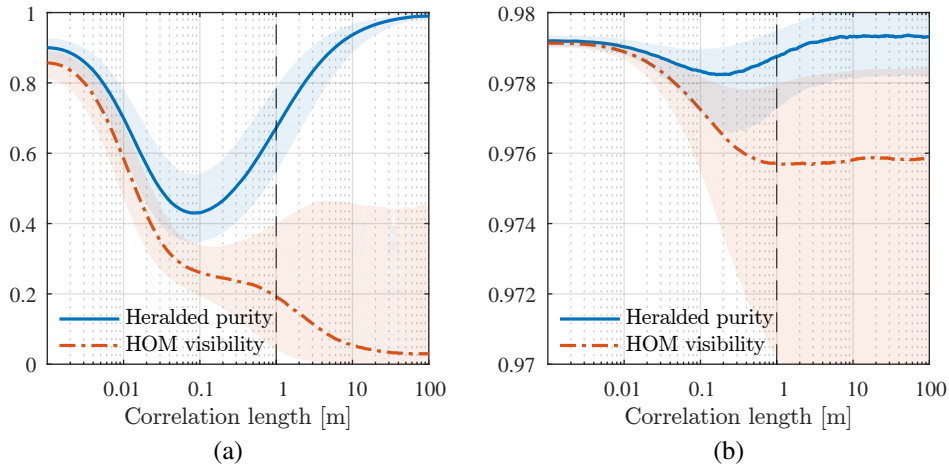 1
0.8
0.6
0.4
0.2
0
Heralded purity
HOM visibility
0.01 0.1 1 10 100
Correlation length [m]
(a)
0.98
0.978
0.976
0.974
0.972
0.97
Heralded purity
HOM visibility
0.01 0.1 1 10 100
Correlation length [m]
(b)